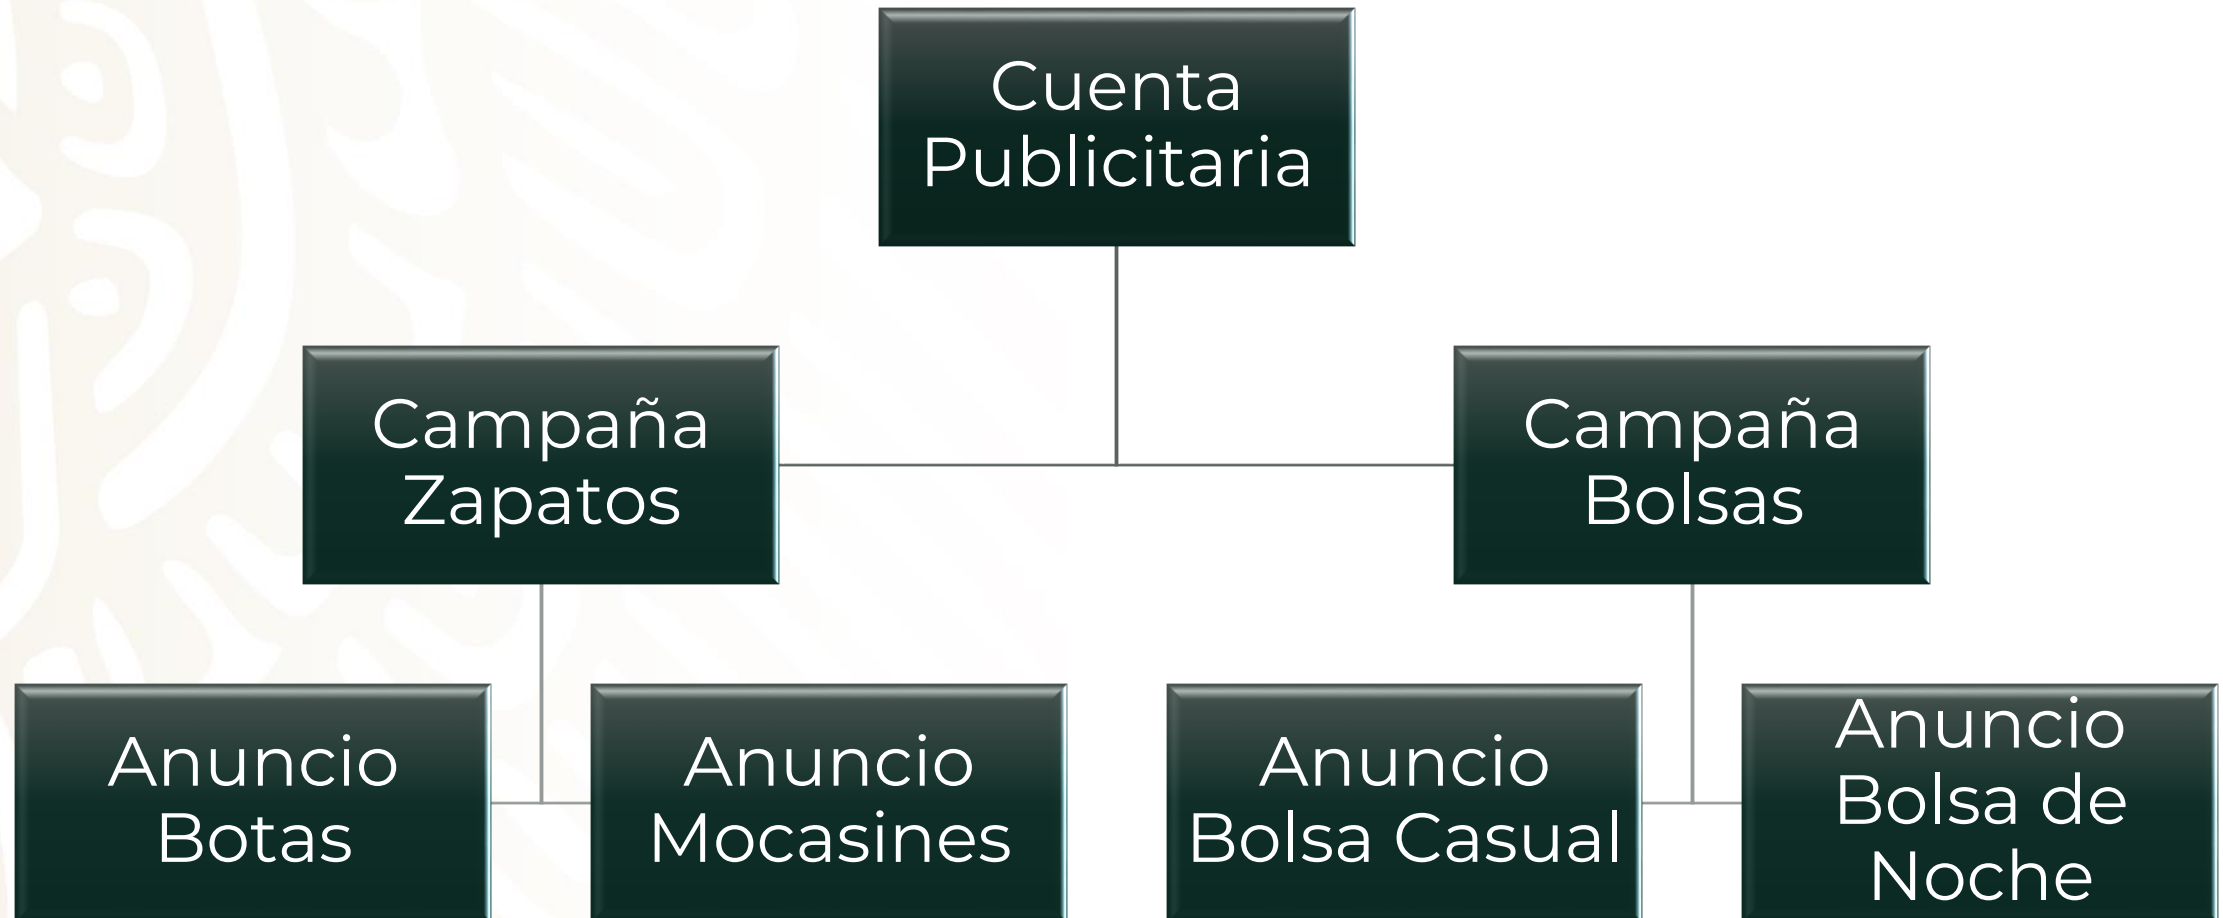 Cuenta
Publicitaria
Campaña
Zapatos
Campaña
Bolsas
Anuncio
Botas
Anuncio
Mocasines
Anuncio
Bolsa Casual
Anuncio
Bolsa de
Noche